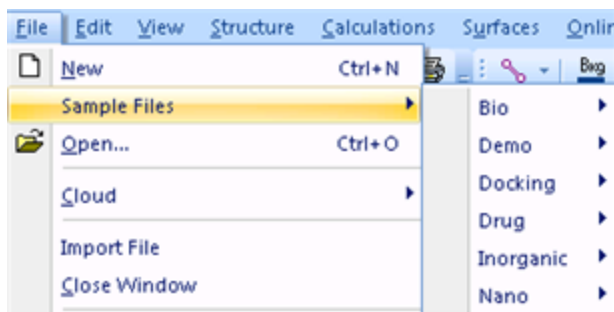 File Edit View Structure Calculations Surfaces
New Ctrl+N
Sample Files
Open... Ctrl+O
Cloud
Import File
Close Window
Bio
Demo
Docking
Drug
Inorganic
Nano